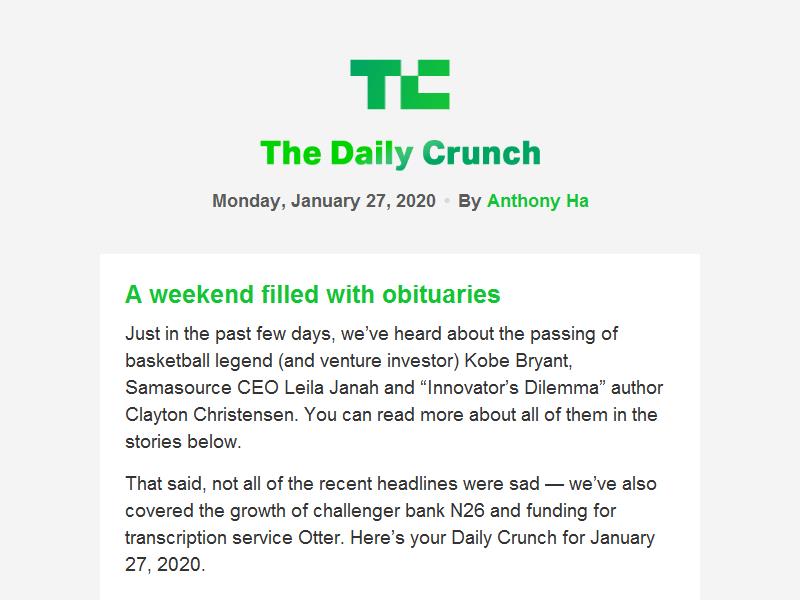 TC
The Daily Crunch
Monday, January 27, 2020 • By Anthony Ha
A weekend filled with obituaries
Just in the past few days, we’ve heard about the passing of
basketball legend (and venture investor) Kobe Bryant,
Samasource CEO Leila Janah and “Innovator’s Dilemma” author
Clayton Christensen. You can read more about all of them in the
stories below.
That said, not all of the recent headlines were sad — we’ve also
covered the growth of challenger bank N26 and funding for
transcription service Otter. Here’s your Daily Crunch for January
27, 2020.